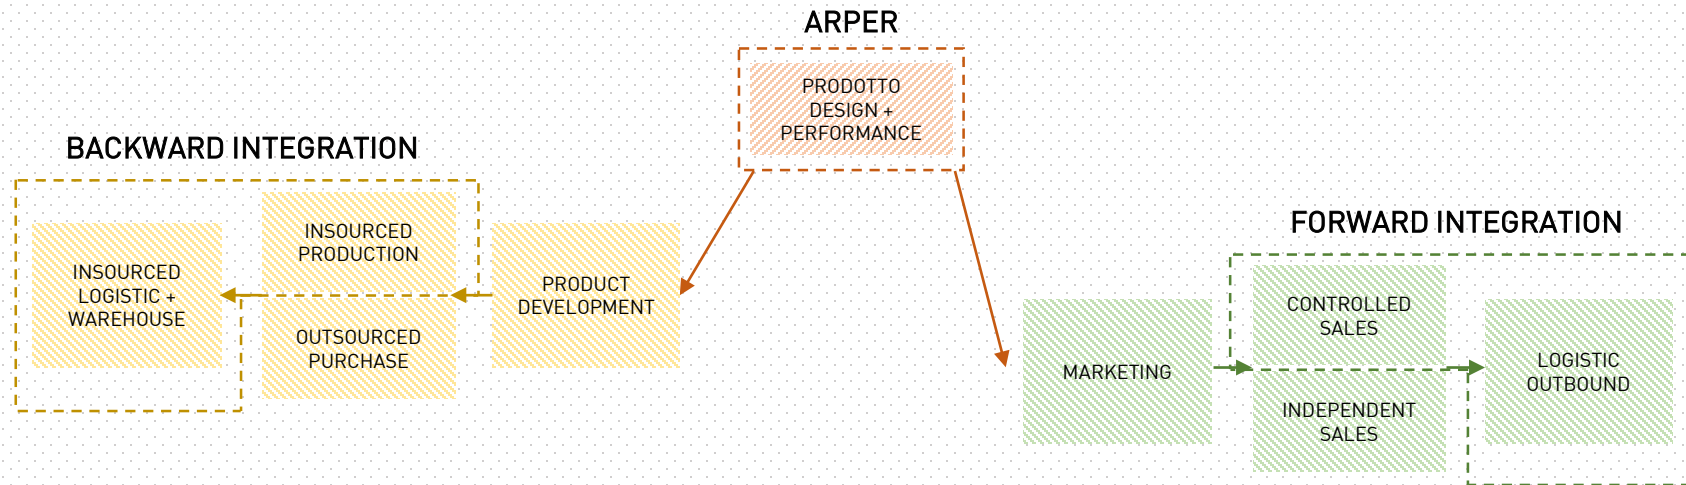 ARPER
PRODOTTO
DESIGN +
PERFORMANCE
BACKWARD INTEGRATION
INSOURCED
LOGISTIC +
WAREHOUSE
INSOURCED
PRODUCTION
OUTSOURCED
PURCHASE
PRODUCT
DEVELOPMENT
FORWARD INTEGRATION
MARKETING
CONTROLLED
SALES
INDEPENDENT
SALES
LOGISTIC
OUTBOUND